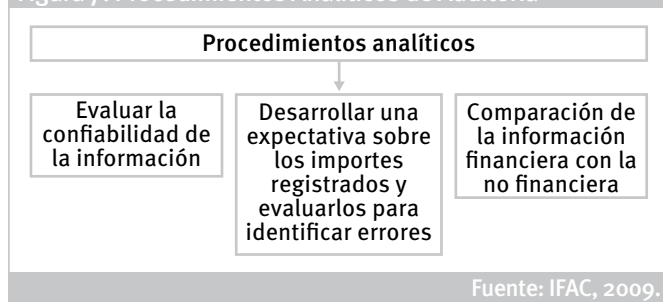 Procedimientos analíticos
Evaluar la
confiabilidad de
la información
Desarrollar una
expectativa sobre
los importes
registrados y
evaluarlos para
identificar errores
Comparación de
la información
financiera con la
no financiera
Fuente: IFAC, 2009.